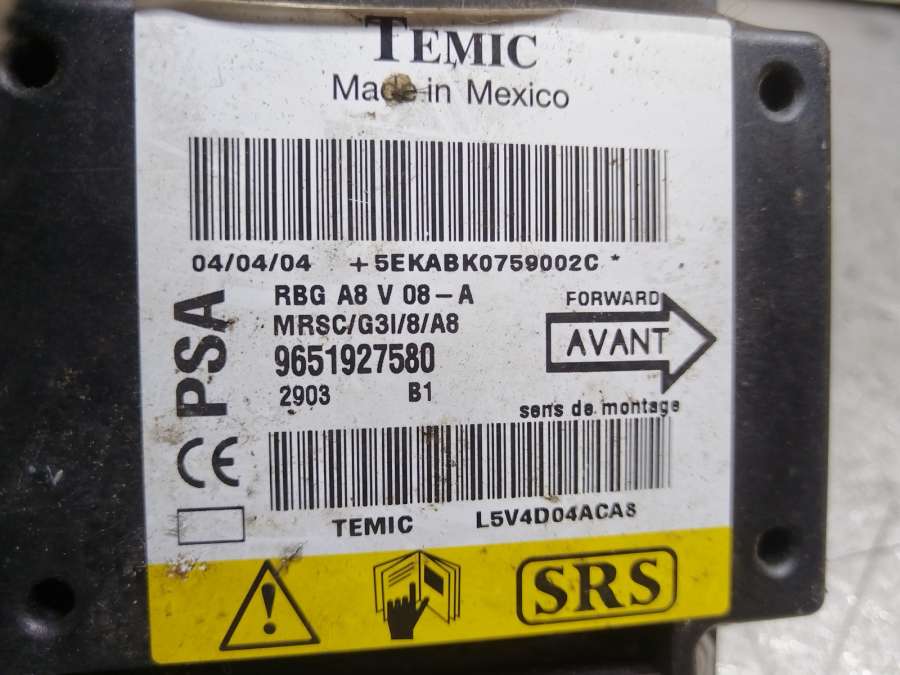 TEMIC
Made in Mexico
04/04/04 +5EKABK0759002C *
RBG A8 V 08-A
MRSC/G3I/8/A8
9651927580
2903 B1
PSA
FORWARD
AVANT
sens de montage
CE
TEMIC L5V4D04ACA8
SRS